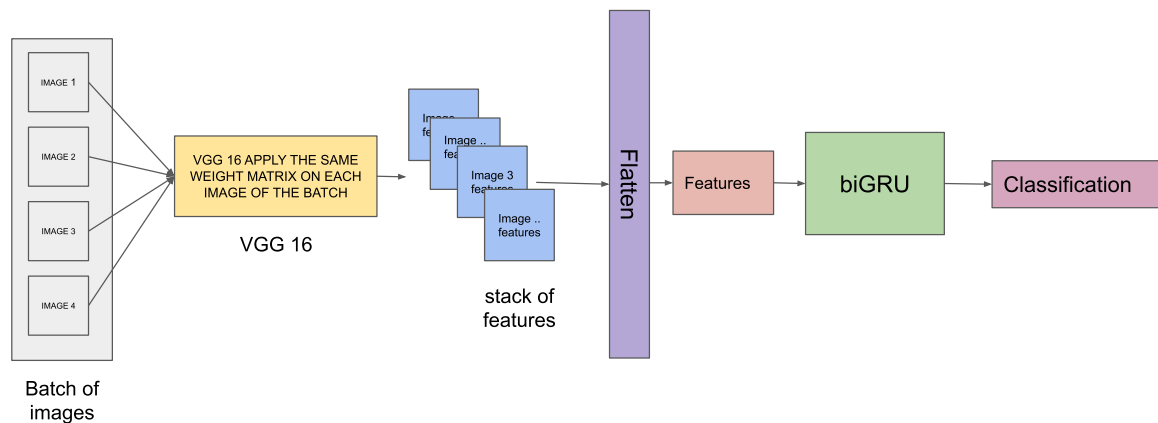 IMAGE 1
IMAGE 2
IMAGE 3
IMAGE 4
Batch of
images
VGG 16 APPLY THE SAME
WEIGHT MATRIX ON EACH
IMAGE OF THE BATCH
VGG 16
Image ..
Image 3
features
Image ..
features
stack of
features
Flatten
Features
biGRU
Classification